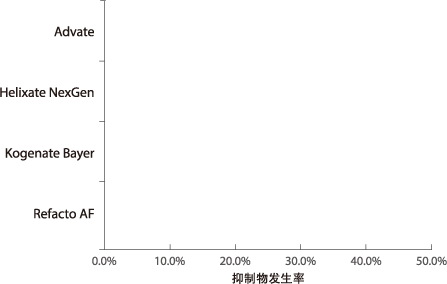 Advate
Helixate NexGen
Kogenate Bayer
Refacto AF
0.0% 10.0% 20.0% 30.0% 40.0% 50.0%
抑制物发生率